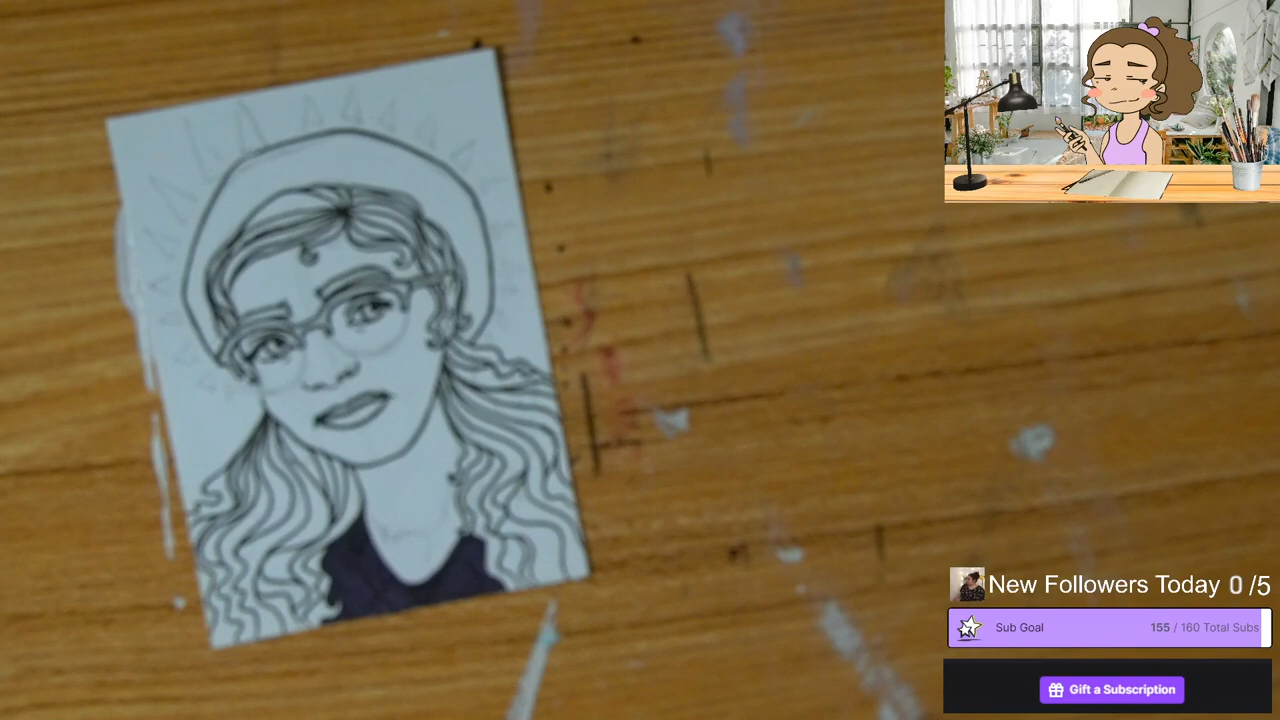 New Followers Today 0 /5
Sub Goal 155 / 160 Total Subs
Gift a Subscription